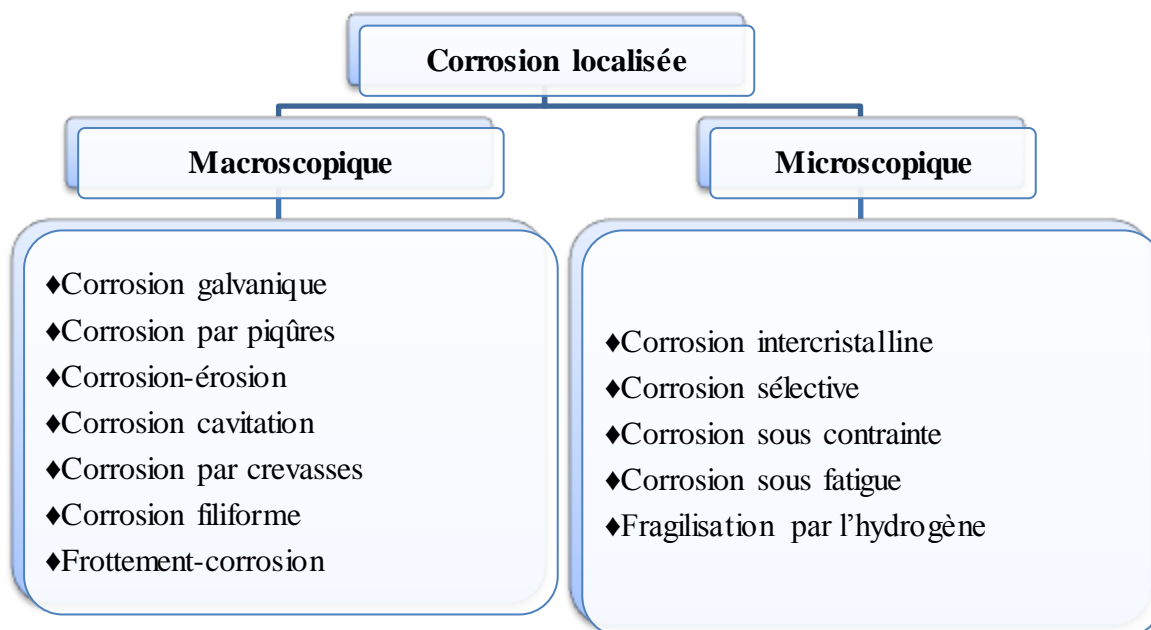 Corrosion localisée
Macroscopique
Microscopique
♦Corrosion galvanique
♦Corrosion par piqûres
♦Corrosion-érosion
♦Corrosion cavitation
♦Corrosion par crevasses
♦Corrosion filiforme
♦Frottement-corrosion
♦Corrosion intercristalline
♦Corrosion sélective
♦Corrosion sous contrainte
♦Corrosion sous fatigue
♦Fragilisation par l’hydrogène